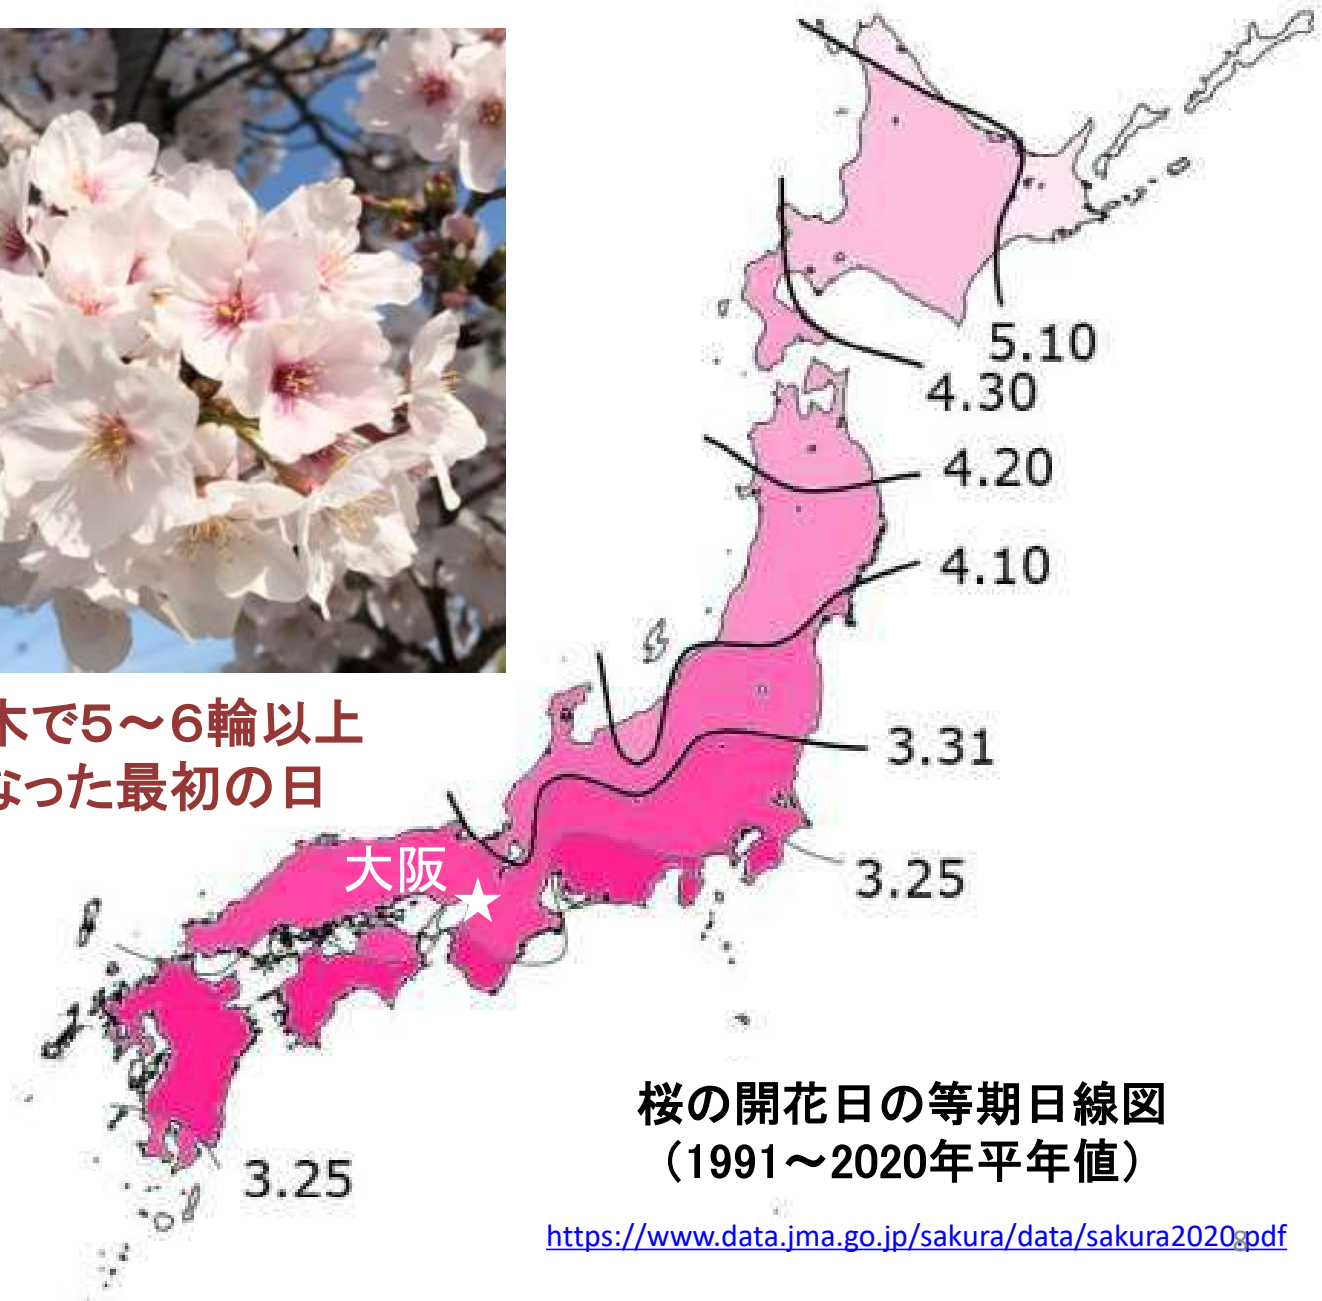 木で５～６輪以上
なった最初の日
大阪
5.10
4.30
4.20
4.10
3.31
3.25
3.25
桜の開花日の等期日線図
（1991～2020年平年値）
https://www.data.jma.go.jp/sakura/data/sakura2020.pdf
8